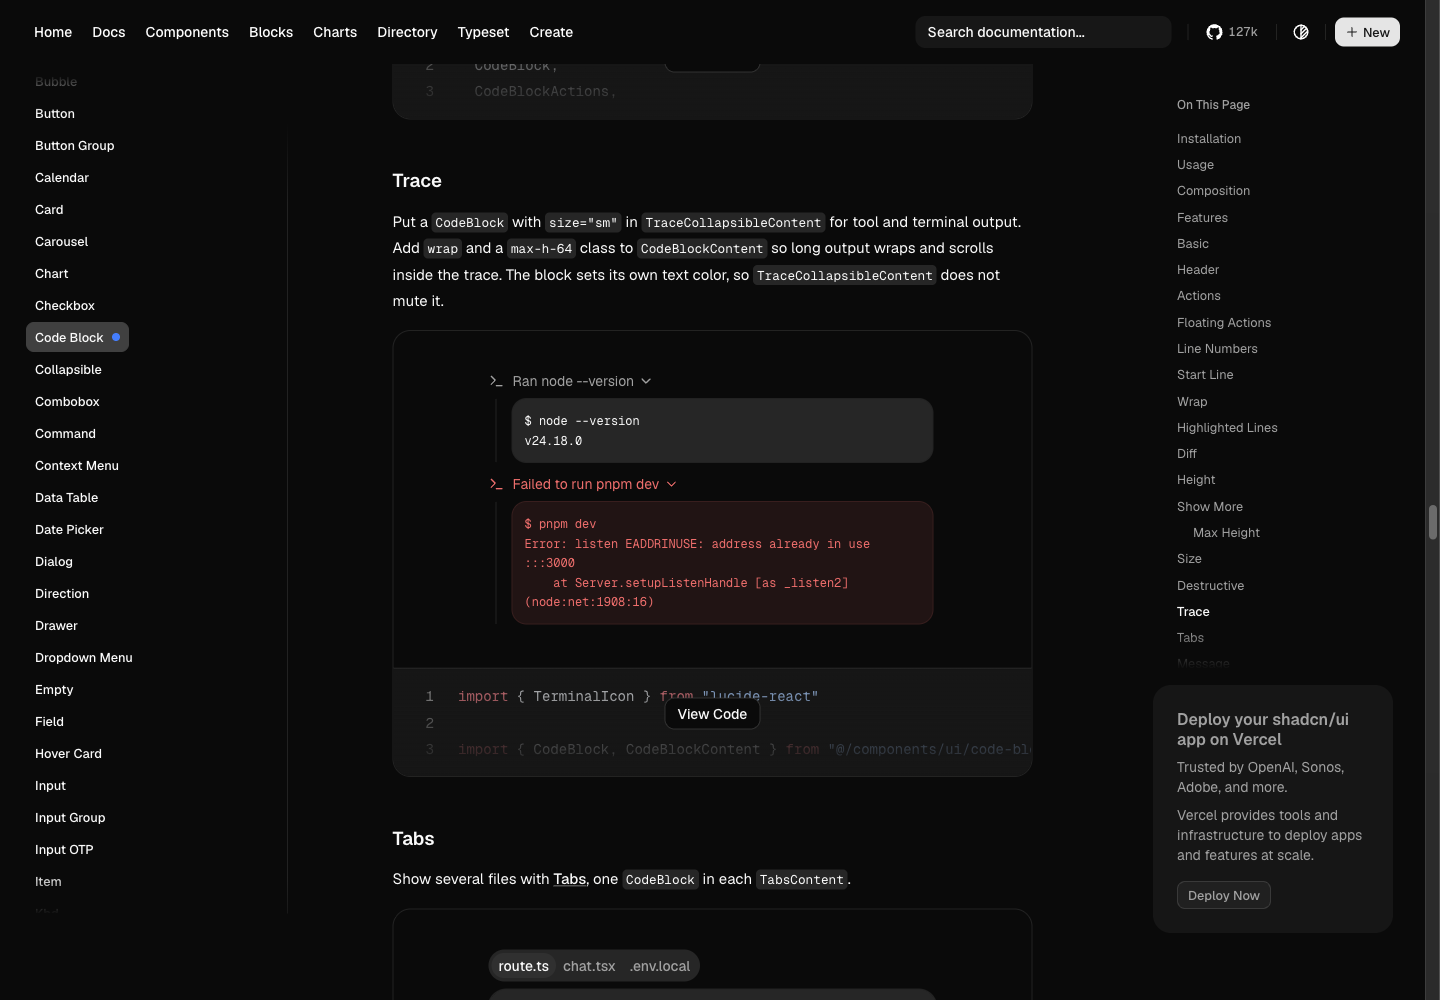 Home Docs Components Blocks Charts Directory Typeset Create
Search documentation...
127k
New
Bubble
Button
Button Group
Calendar
Card
Carousel
Chart
Checkbox
Code Block
Collapsible
Combobox
Command
Context Menu
Data Table
Date Picker
Dialog
Direction
Drawer
Dropdown Menu
Empty
Field
Hover Card
Input
Input Group
Input OTP
Item
2 CodeBlock,
3 CodeBlockActions,
Trace
Put a CodeBlock with size="sm" in TraceCollapsibleContent for tool and terminal output.
Add wrap and a max-h-64 class to CodeBlockContent so long output wraps and scrolls
inside the trace. The block sets its own text color, so TraceCollapsibleContent does not
mute it.
Ran node --version
$ node --version
v24.18.0
Failed to run pnpm dev
$ pnpm dev
Error: listen EADDRINUSE: address already in use
:::3000
at Server.setupListenHandle [as _listen2]
(node:net:1908:16)
1 import { TerminalIcon } from "lucide-react"
2
View Code
3 import { CodeBlock, CodeBlockContent } from "@/components/ui/code-bl
Tabs
Show several files with Tabs, one CodeBlock in each TabsContent.
route.ts chat.tsx .env.local
On This Page
Installation
Usage
Composition
Features
Basic
Header
Actions
Floating Actions
Line Numbers
Start Line
Wrap
Highlighted Lines
Diff
Height
Show More
Max Height
Size
Destructive
Trace
Tabs
Message
Deploy your shadcn/ui
app on Vercel
Trusted by OpenAI, Sonos,
Adobe, and more.
Vercel provides tools and
infrastructure to deploy apps
and features at scale.
Deploy Now